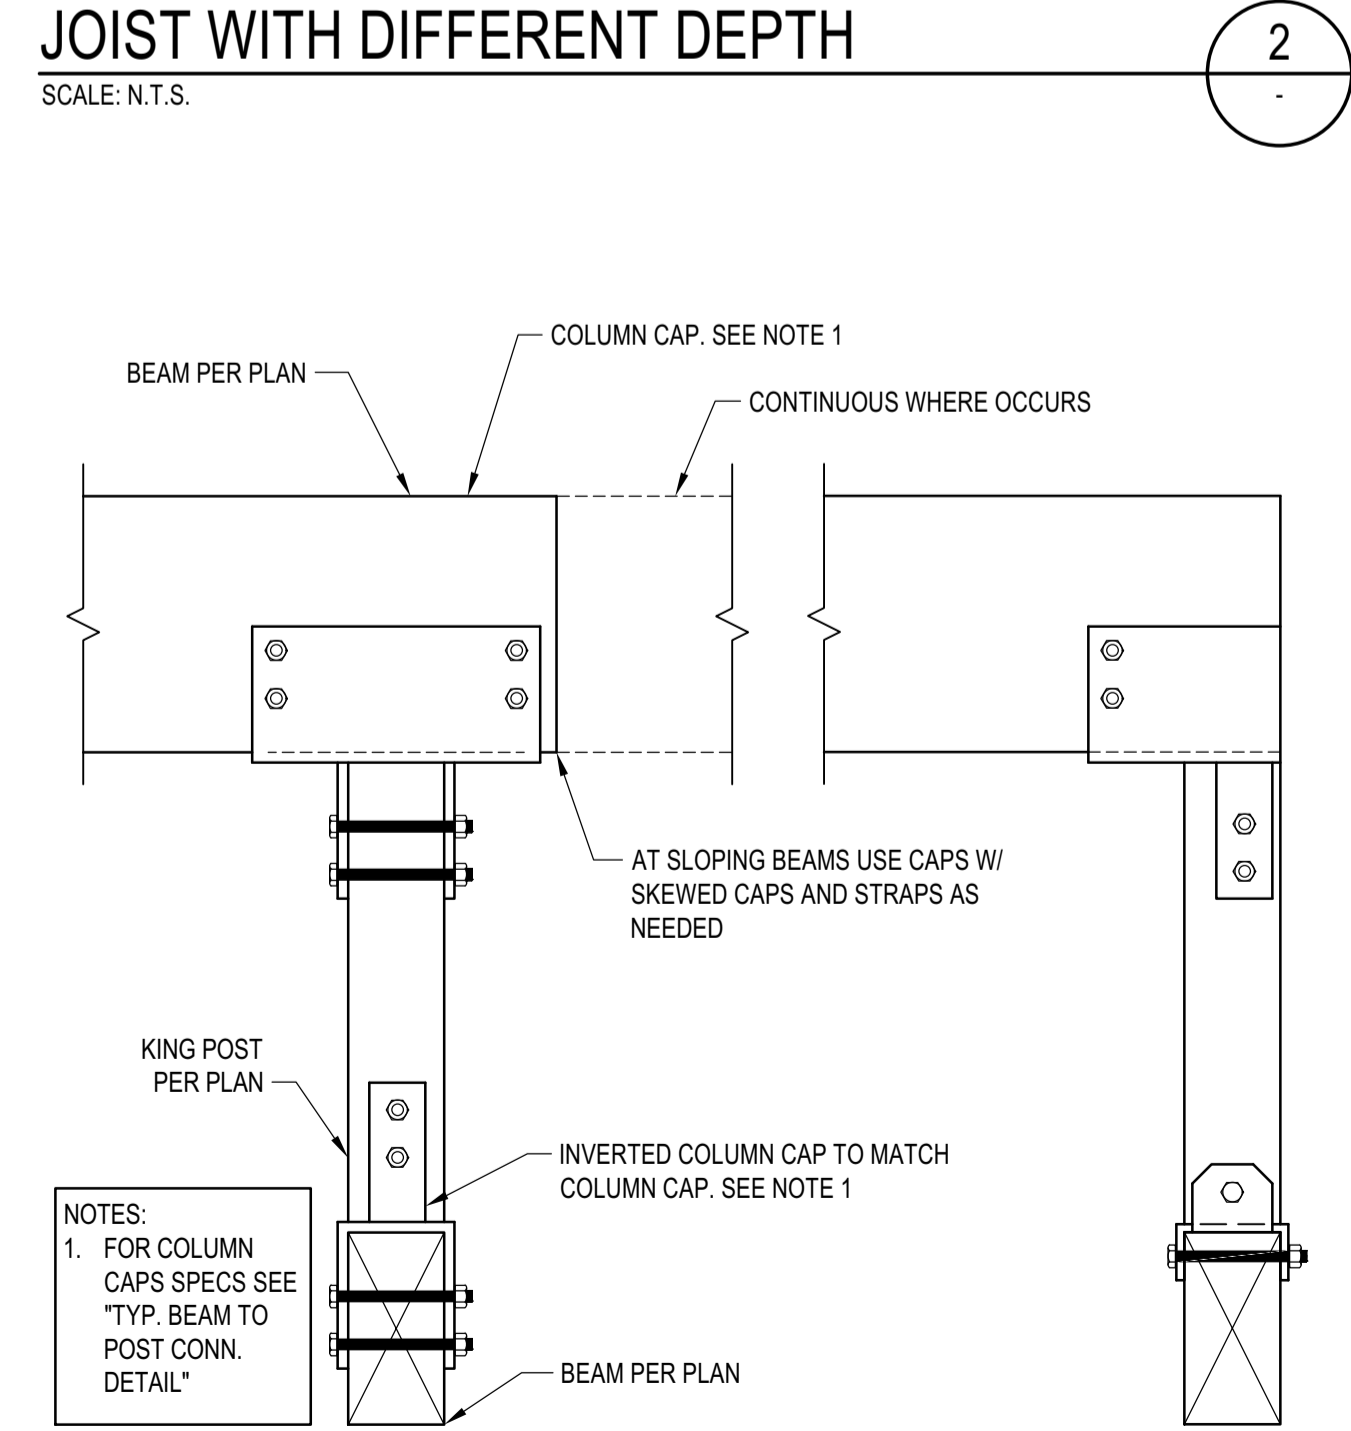 JOIST WITH DIFFERENT DEPTH
2
SCALE: N.T.S.
-
COLUMN CAP. SEE NOTE 1
BEAM PER PLAN
CONTINUOUS WHERE OCCURS
AT SLOPING BEAMS USE CAPS W/
SKEWED CAPS AND STRAPS AS
NEEDED
KING POST
PER PLAN
INVERTED COLUMN CAP TO MATCH
COLUMN CAP. SEE NOTE 1
NOTES:
1. FOR COLUMN
CAPS SPECS SEE
"TYP. BEAM TO
POST CONN.
DETAIL"
BEAM PER PLAN